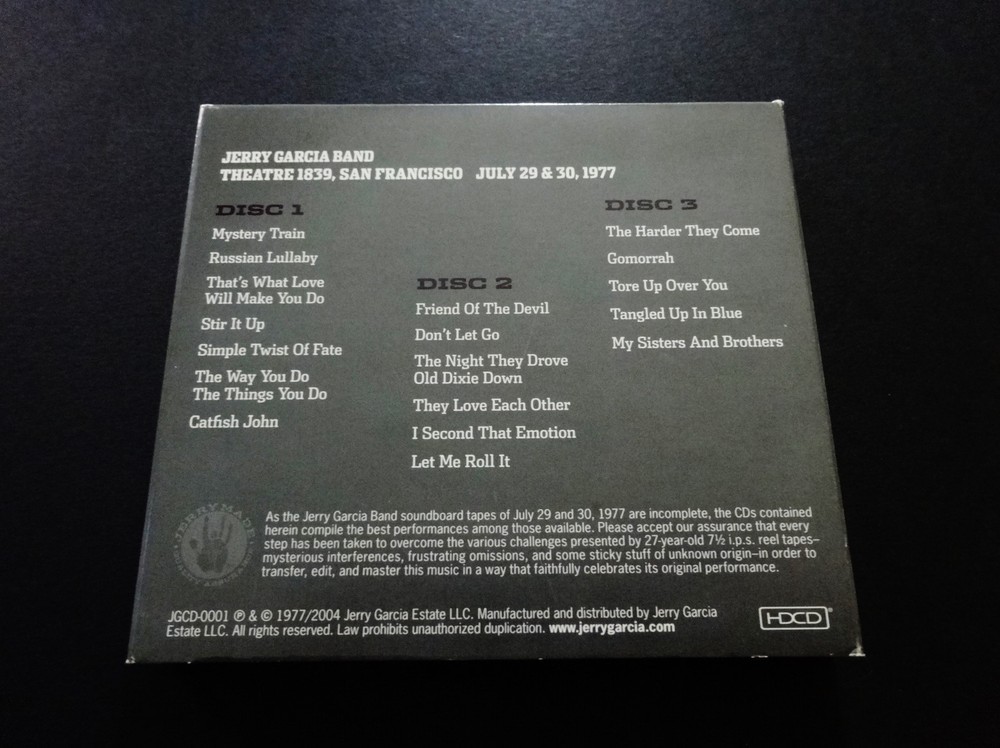 JERRY GARCIA BAND
THEATRE 1839, SAN FRANCISCO JULY 29 & 30, 1977
DISC 1
Mystery Train
Russian Lullaby
That's What Love
Will Make You Do
Stir It Up
Simple Twist Of Fate
The Way You Do
The Things You Do
Catfish John
DISC 2
Friend Of The Devil
Don't Let Go
The Night They Drove
Old Dixie Down
They Love Each Other
I Second That Emotion
Let Me Roll It
DISC 3
The Harder They Come
Gomorrah
Tore Up Over You
Tangled Up In Blue
My Sisters And Brothers
JERRY MADE
As the Jerry Garcia Band soundboard tapes of July 29 and 30, 1977 are incomplete, the CDs contained
herein compile the best performances among those available. Please accept our assurance that every
step has been taken to overcome the various challenges presented by 27-year-old 7½ i.p.s. reel tapes–
mysterious interferences, frustrating omissions, and some sticky stuff of unknown origin–in order to
transfer, edit, and master this music in a way that faithfully celebrates its original performance.
JGCD-0001 ℗ & © 1977/2004 Jerry Garcia Estate LLC. Manufactured and distributed by Jerry Garcia
Estate LLC. All rights reserved. Law prohibits unauthorized duplication. www.jerrygarcia.com
HDCD®